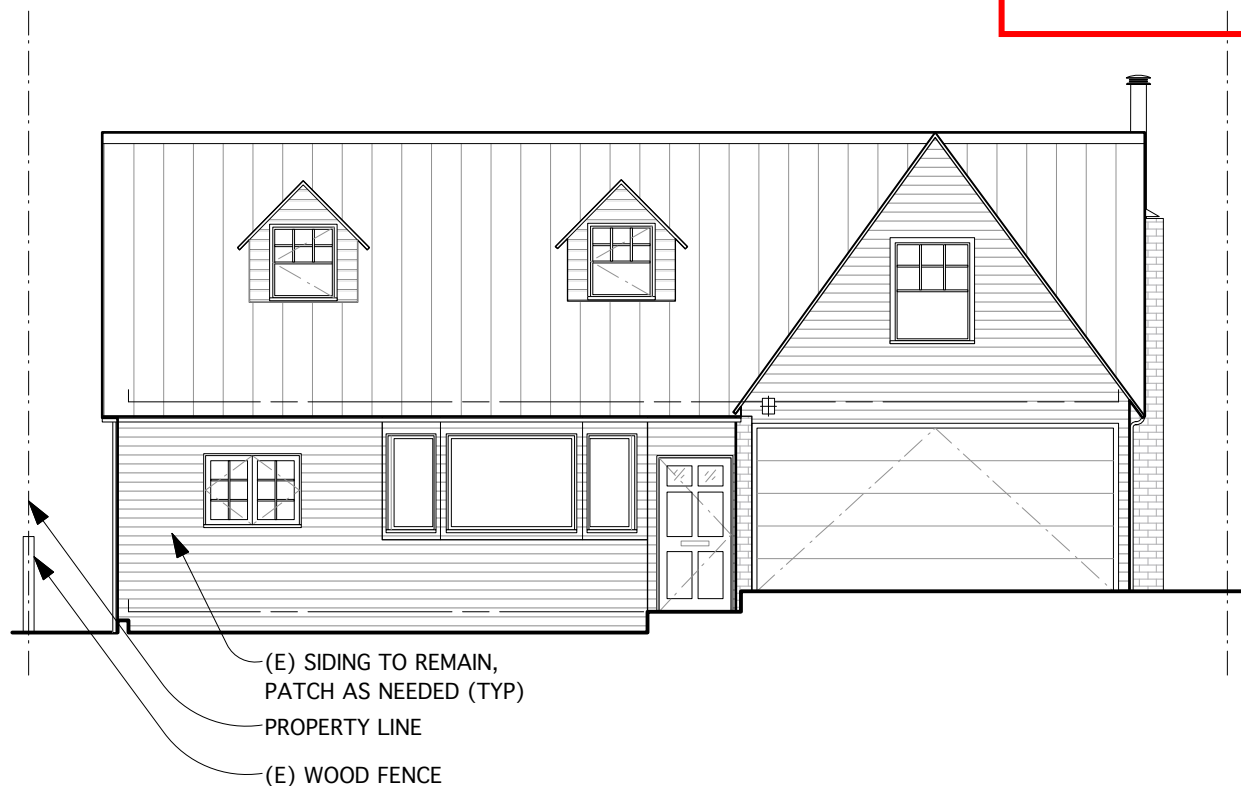 (E) SIDING TO REMAIN,
PATCH AS NEEDED (TYP)
PROPERTY LINE
(E) WOOD FENCE